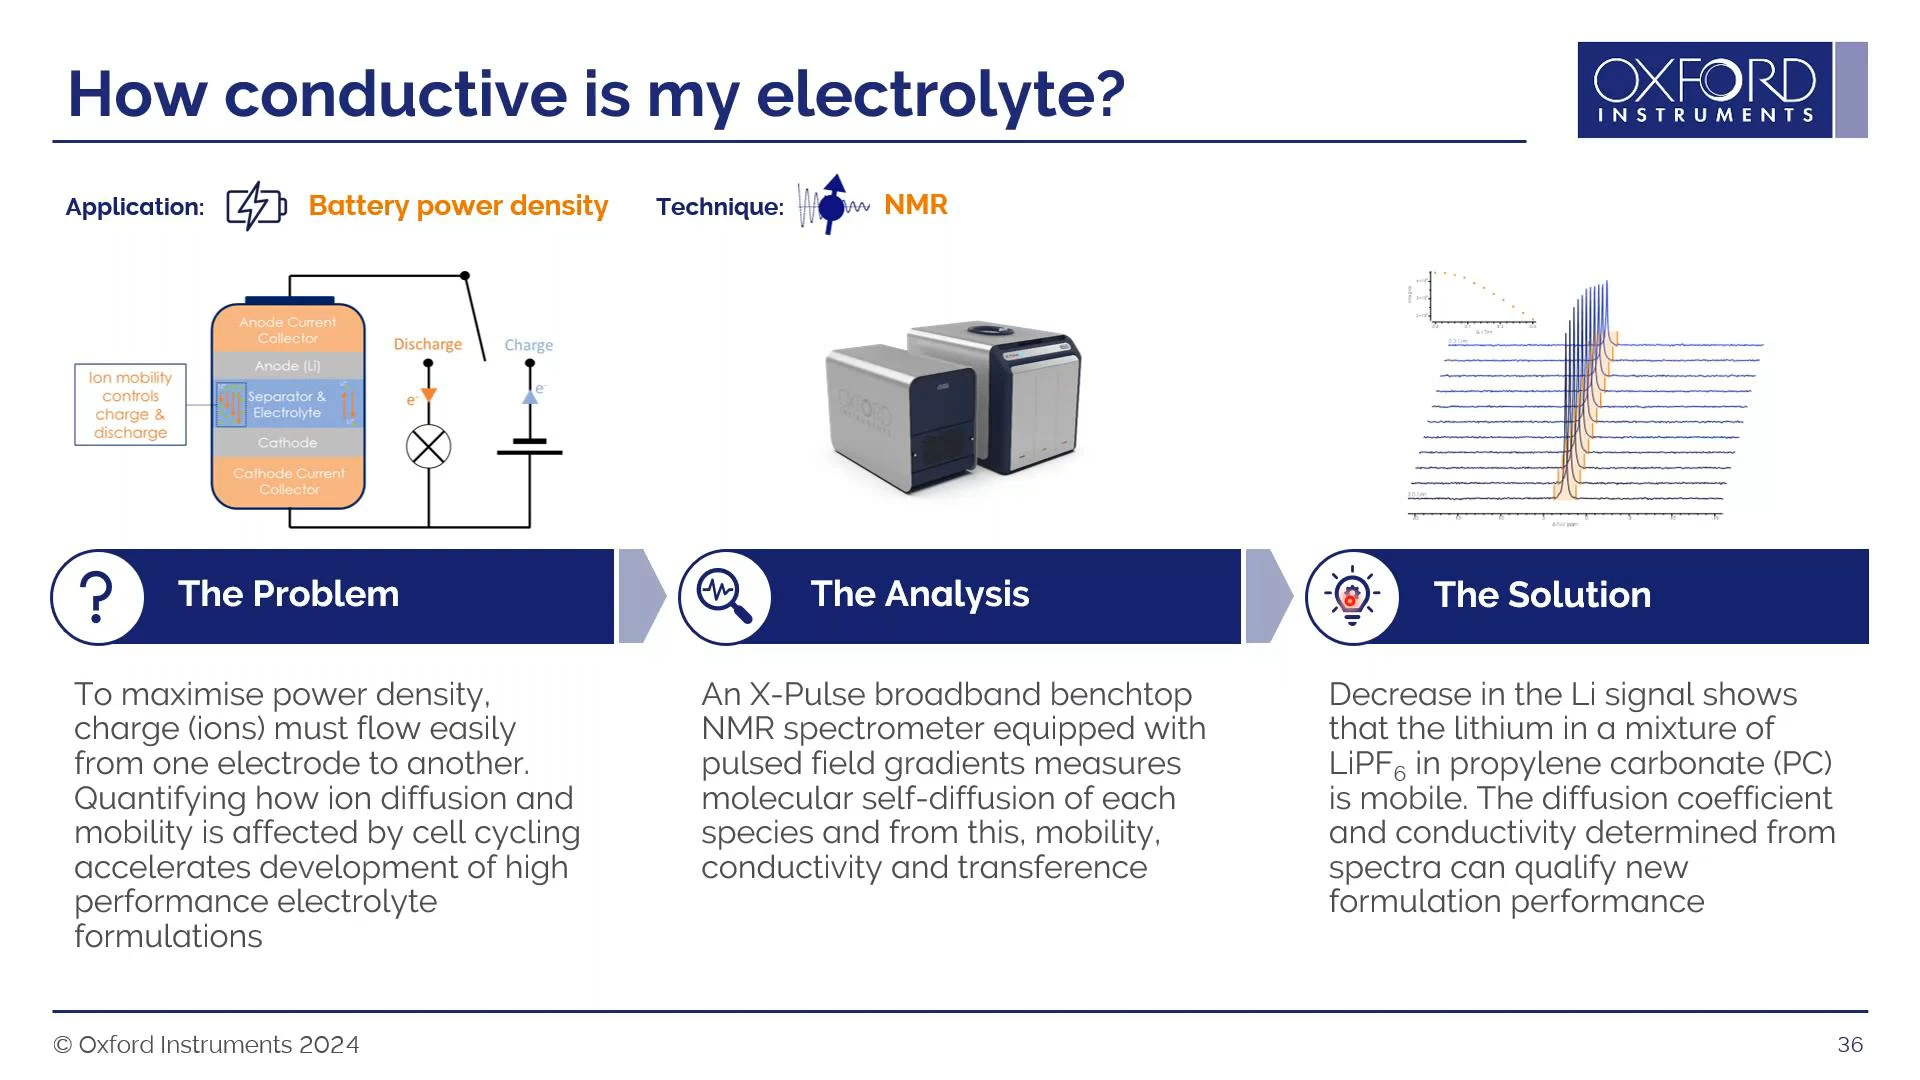 How conductive is my electrolyte?
OXFORD
INSTRUMENTS
Application: Battery power density Technique: NMR
Anode Current
Collector
Anode (Li)
Separator &
Electrolyte
Cathode
Cathode Current
Collector
Ion mobility
controls
charge &
discharge
Discharge
Charge
e-
e-
The Problem
The Analysis
The Solution
To maximise power density,
charge (ions) must flow easily
from one electrode to another.
Quantifying how ion diffusion and
mobility is affected by cell cycling
accelerates development of high
performance electrolyte
formulations
An X-Pulse broadband benchtop
NMR spectrometer equipped with
pulsed field gradients measures
molecular self-diffusion of each
species and from this, mobility,
conductivity and transference
Decrease in the Li signal shows
that the lithium in a mixture of
LiPF₆ in propylene carbonate (PC)
is mobile. The diffusion coefficient
and conductivity determined from
spectra can qualify new
formulation performance
© Oxford Instruments 2024
36